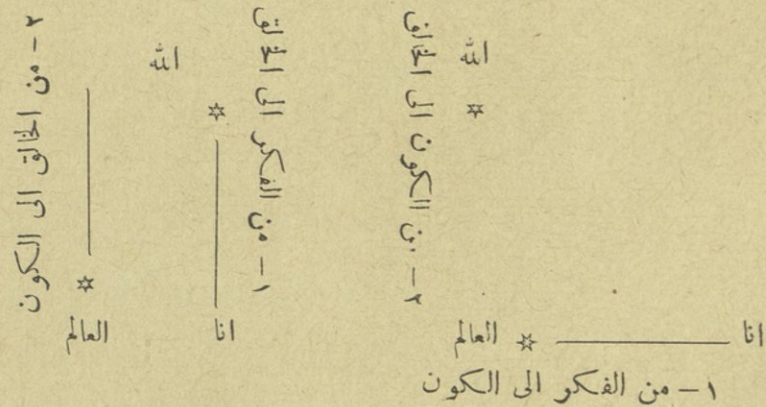 الله
٢ – من الكون الى الخالق
انا
العالم
١ – من الفكر الى الكون
الله
١ – من الفكر الى الخالق
انا
العالم
٢ – من الخالق الى الكون